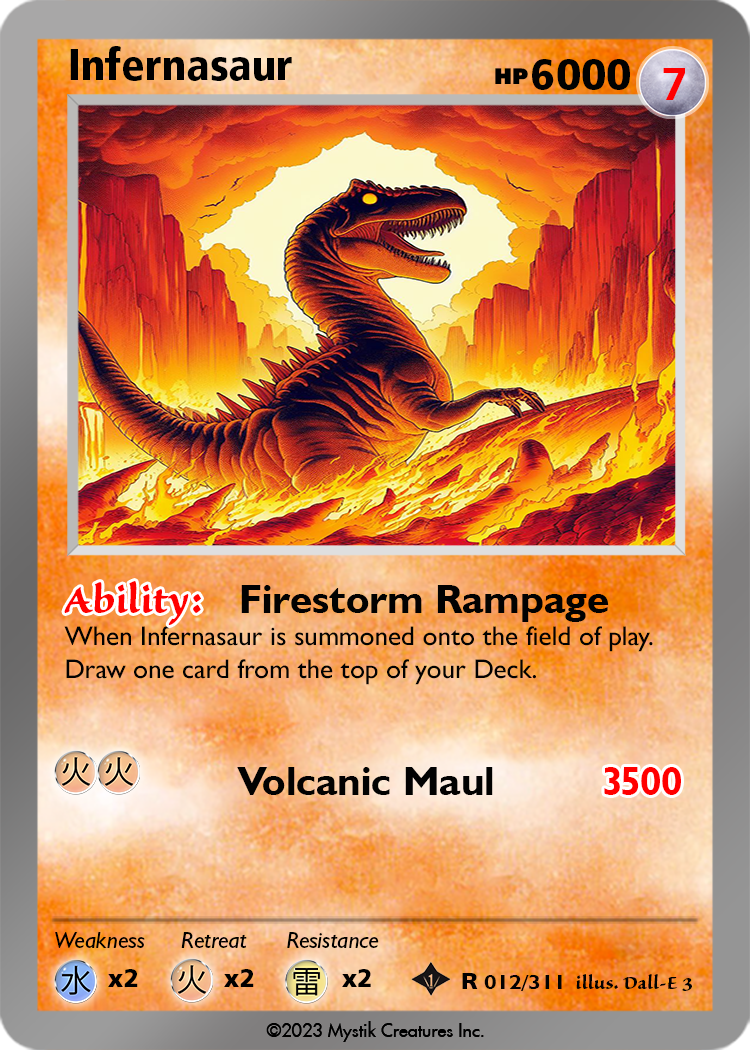 Infernasaur HP6000 7
Ability: Firestorm Rampage
When Infernasaur is summoned onto the field of play.
Draw one card from the top of your Deck.
火火 Volcanic Maul 3500
Weakness Retreat Resistance
水 x2 火 x2 雷 x2 1 R 012/311 illus. Dall-E 3
©2023 Mystik Creatures Inc.